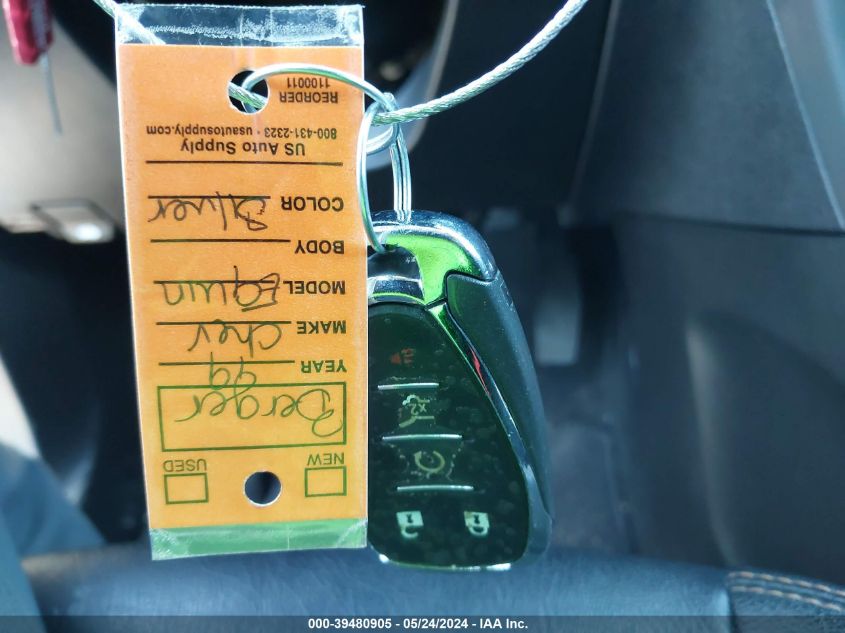 NEW USED
Berger
YEAR
MAKE Chev
MODEL Equin
BODY
COLOR Silver
US Auto Supply
800-431-2323 · usautosupply.com
REORDER
1100011
x2
000-39480905 - 05/24/2024 - IAA Inc.